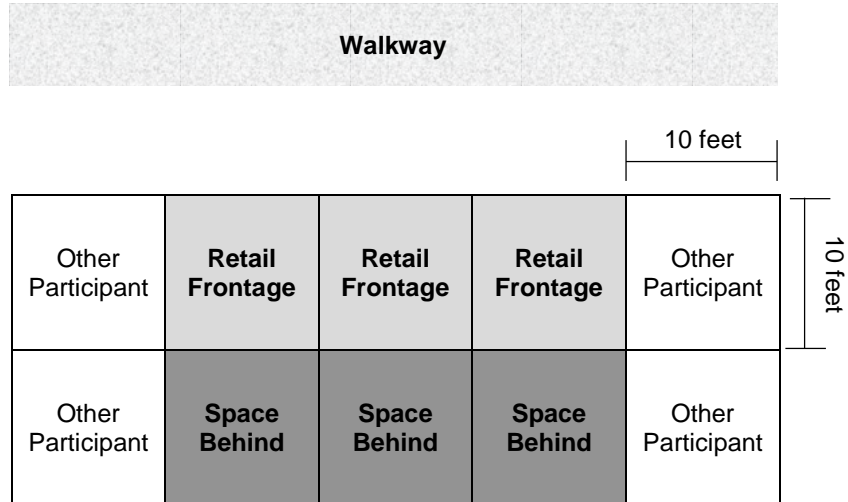 Walkway
10 feet
Other
Participant
Retail
Frontage
Retail
Frontage
Retail
Frontage
Other
Participant
10 feet
Other
Participant
Space
Behind
Space
Behind
Space
Behind
Other
Participant